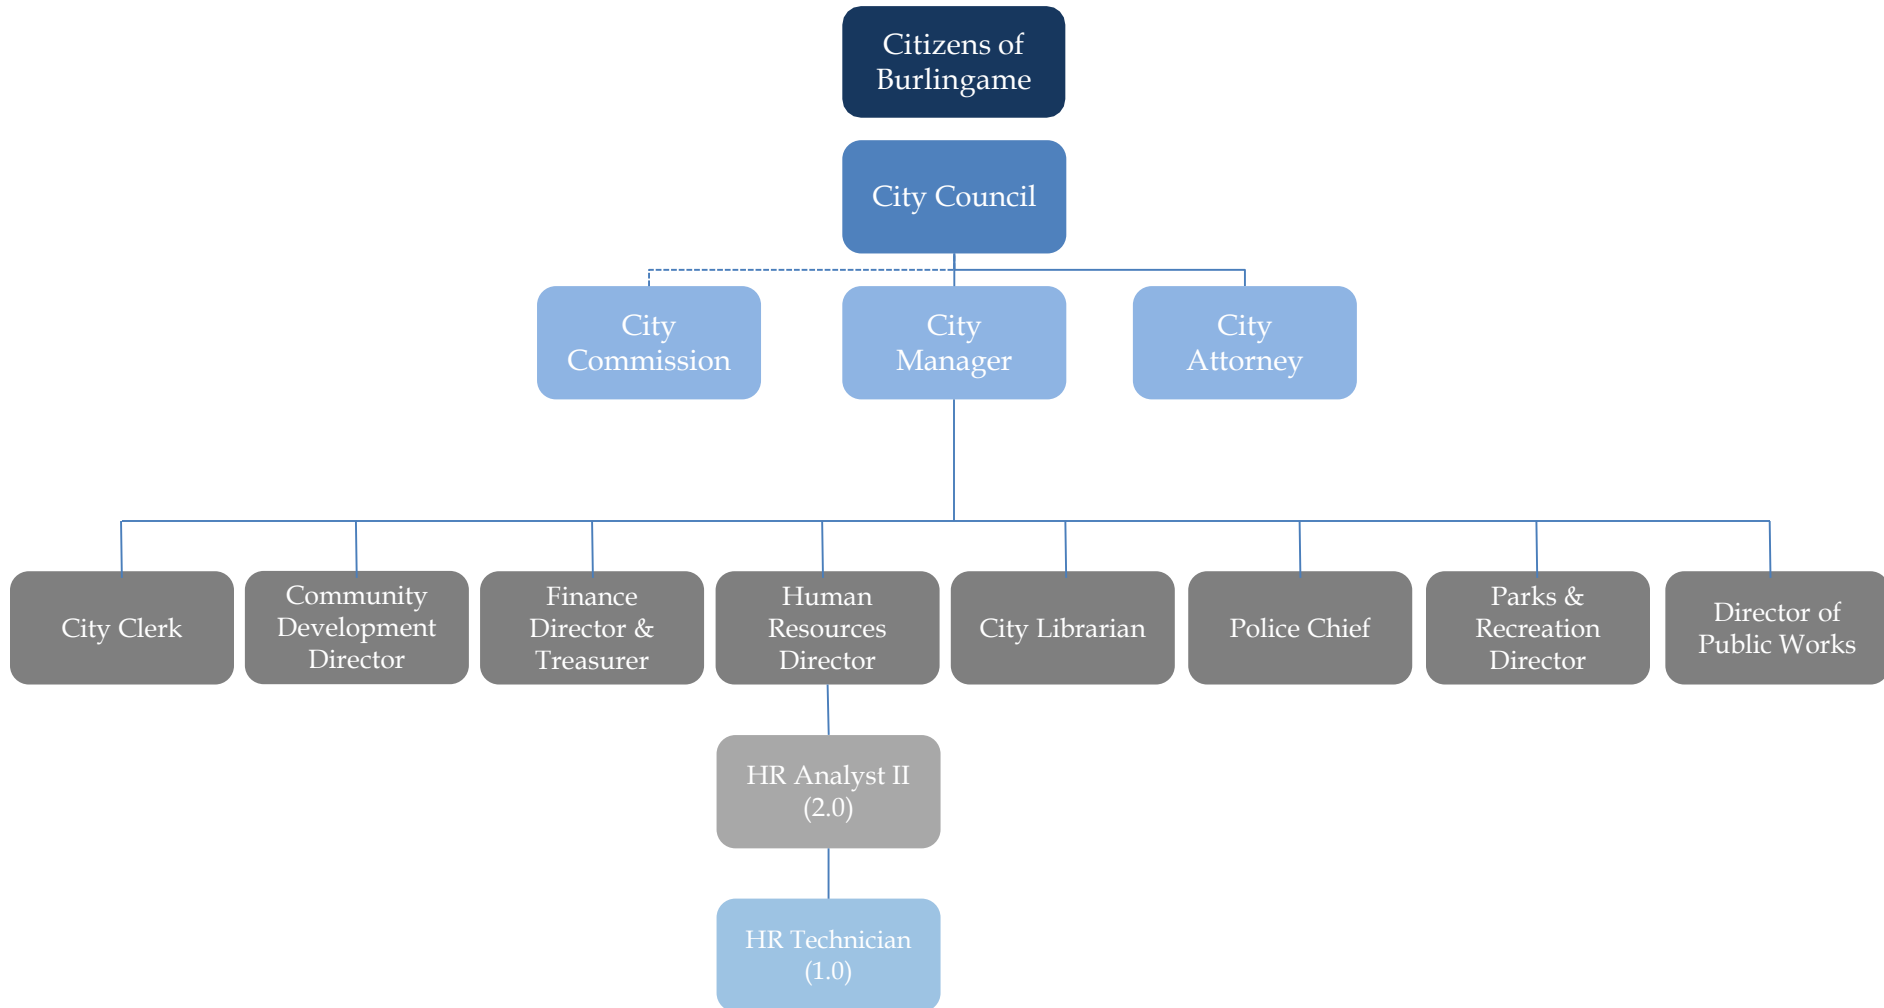 Citizens of
Burlingame
City Council
City
Commission
City
Manager
City
Attorney
City Clerk
Community
Development
Director
Finance
Director &
Treasurer
Human
Resources
Director
City Librarian
Police Chief
Parks &
Recreation
Director
Director of
Public Works
HR Analyst II
(2.0)
HR Technician
(1.0)